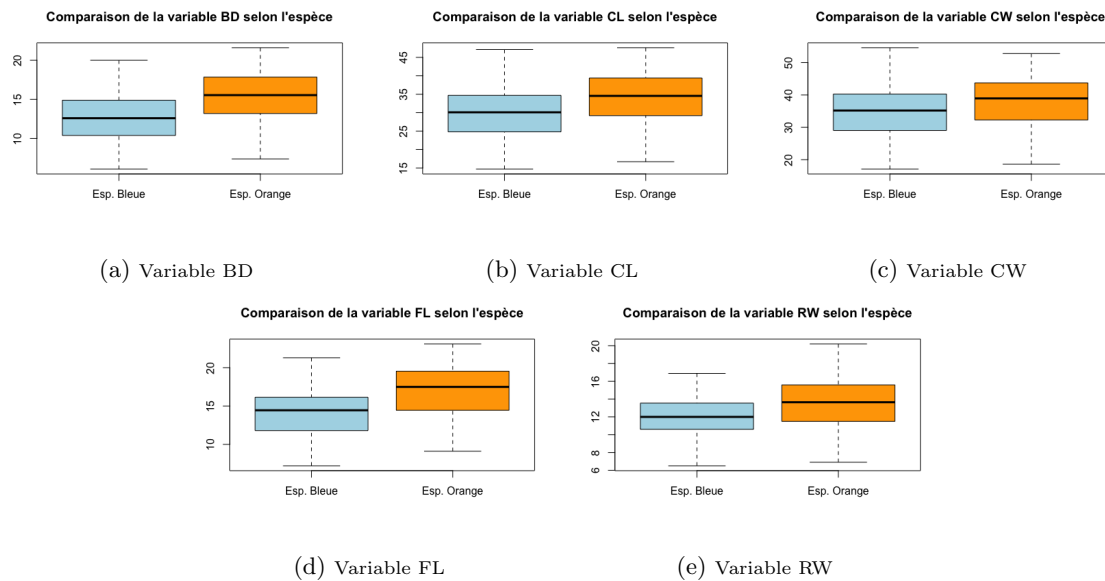 Comparaison de la variable BD selon l'espèce
20
15
10
Esp. Bleue
Esp. Orange
(a) Variable BD
Comparaison de la variable CL selon l'espèce
45
35
25
15
Esp. Bleue
Esp. Orange
(b) Variable CL
Comparaison de la variable CW selon l'espèce
50
40
30
20
Esp. Bleue
Esp. Orange
(c) Variable CW
Comparaison de la variable FL selon l'espèce
20
15
10
Esp. Bleue
Esp. Orange
(d) Variable FL
Comparaison de la variable RW selon l'espèce
20
16
12
8
6
Esp. Bleue
Esp. Orange
(e) Variable RW